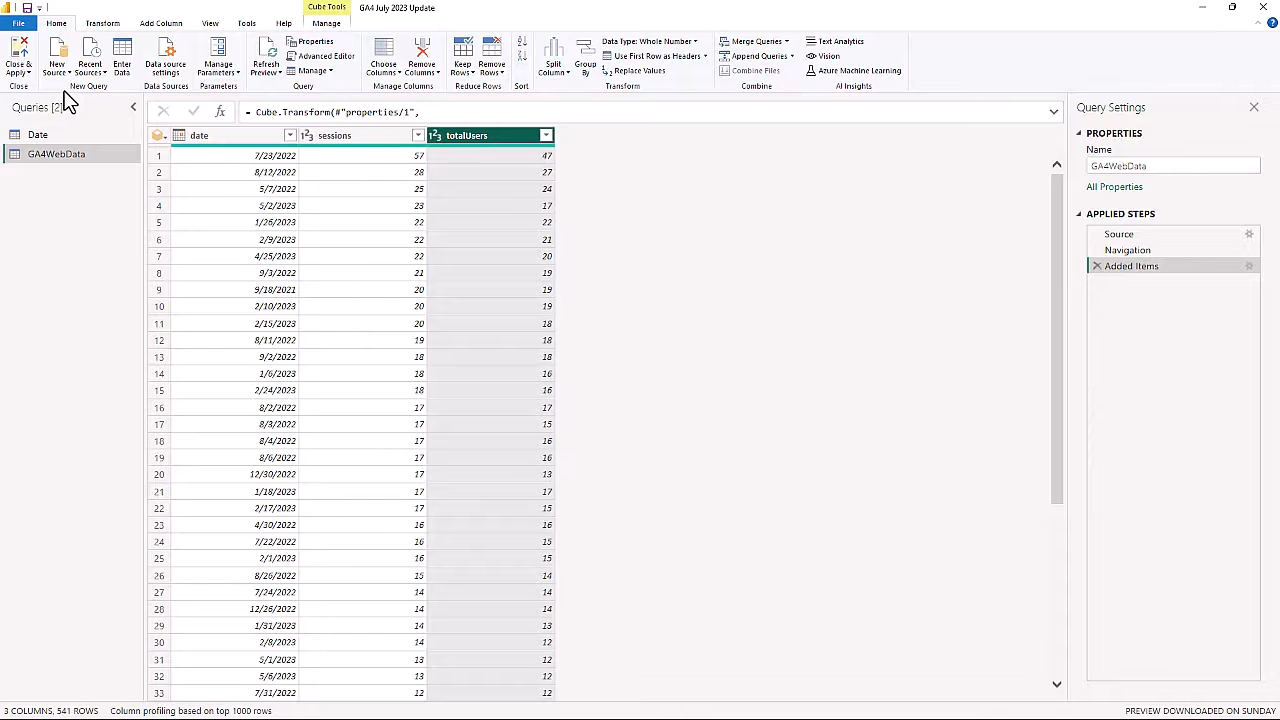 Cube Tools
GA4 July 2023 Update
File Home Transform Add Column View Tools Help Manage
Close & Apply
New Source
Recent Sources
Enter Data
Data source settings
Manage Parameters
Refresh Preview
Properties
Advanced Editor
Manage
Choose Columns
Remove Columns
Keep Rows
Remove Rows
Split Column
Group By
Data Type: Whole Number
Use First Row as Headers
Replace Values
Merge Queries
Append Queries
Combine Files
Text Analytics
Vision
Azure Machine Learning
Close New Query Data Sources Parameters Query Manage Columns Reduce Rows Sort Transform Combine AI Insights
Queries [2]
Date
GA4WebData
fx = Cube.Transform(#"properties/1",
date 123 sessions 123 totalUsers
1 7/23/2022 57 47
2 8/12/2022 28 27
3 5/7/2022 25 24
4 5/2/2022 23 17
5 1/26/2022 22 22
6 2/9/2023 22 21
7 4/25/2023 22 20
8 9/3/2022 21 19
9 9/18/2021 20 19
10 2/10/2023 20 19
11 2/15/2023 20 18
12 8/11/2022 19 18
13 9/2/2022 18 18
14 1/6/2023 18 16
15 2/24/2023 18 16
16 8/2/2022 17 17
17 8/3/2022 17 15
18 8/4/2022 17 16
19 8/6/2022 17 16
20 12/30/2022 17 13
21 1/18/2023 17 17
22 2/17/2023 17 15
23 4/30/2022 16 16
24 7/22/2022 16 15
25 2/1/2023 16 15
26 8/26/2022 15 14
27 7/24/2022 14 14
28 12/26/2022 14 14
29 1/31/2023 14 13
30 2/8/2023 14 12
31 5/1/2023 13 12
32 5/6/2023 13 12
33 7/31/2022 12 12
Query Settings
PROPERTIES
Name
GA4WebData
All Properties
APPLIED STEPS
Source
Navigation
Added Items
3 COLUMNS, 541 ROWS Column profiling based on top 1000 rows
PREVIEW DOWNLOADED ON SUNDAY